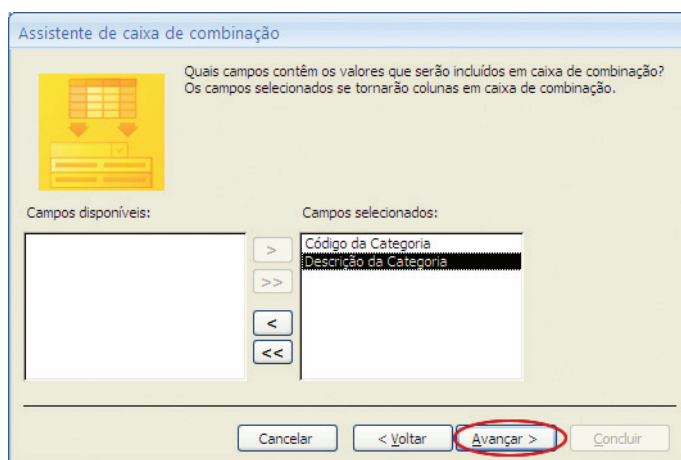 Assistente de caixa de combinação
Quais campos contêm os valores que serão incluídos em caixa de combinação?
Os campos selecionados se tornarão colunas em caixa de combinação.
Campos disponíveis:
Campos selecionados:
Código da Categoria
Descrição da Categoria
>
>>
<
<<
Cancelar
< Voltar
Avançar >
Concluir